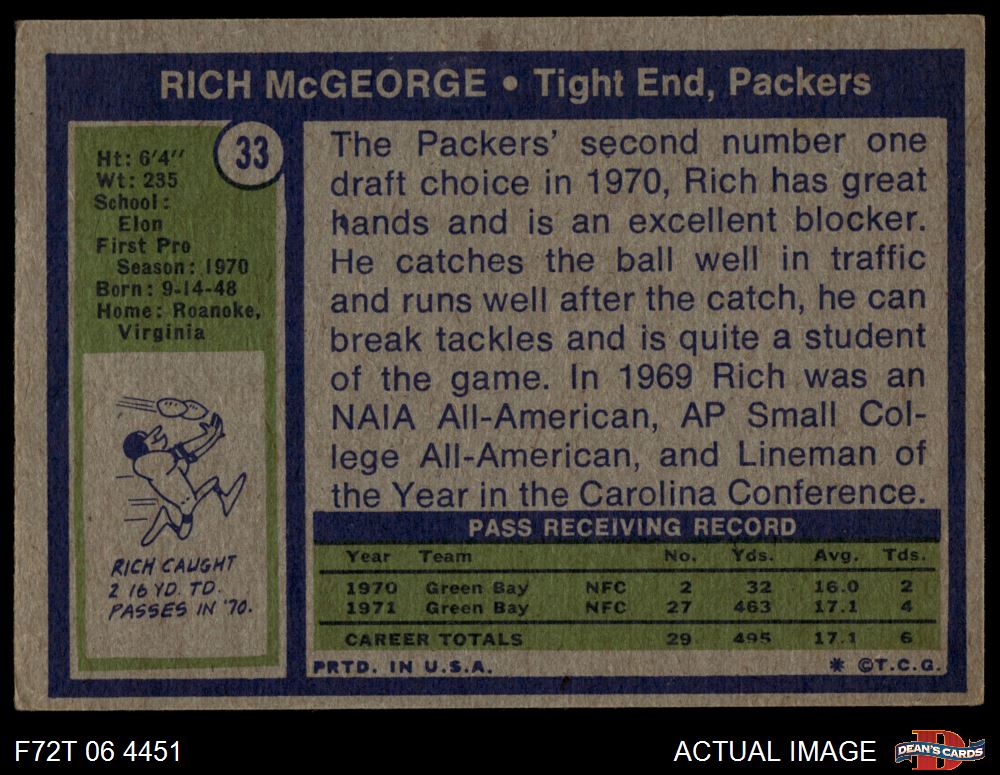 RICH McGEORGE • Tight End, Packers
33
Ht: 6'4''
Wt: 235
School:
Elon
First Pro
Season: 1970
Born: 9-14-48
Home: Roanoke,
Virginia
RICH CAUGHT
2 16 YD. TD.
PASSES IN '70.
The Packers' second number one
draft choice in 1970, Rich has great
hands and is an excellent blocker.
He catches the ball well in traffic
and runs well after the catch, he can
break tackles and is quite a student
of the game. In 1969 Rich was an
NAIA All-American, AP Small Col-
lege All-American, and Lineman of
the Year in the Carolina Conference.
PASS RECEIVING RECORD
Year Team No. Yds. Avg. Tds.
1970 Green Bay NFC 2 32 16.0 2
1971 Green Bay NFC 27 463 17.1 4
CAREER TOTALS 29 495 17.1 6
PRTD. IN U.S.A. * ©T.C.G.
F72T 06 4451 ACTUAL IMAGE DEAN'S CARDS